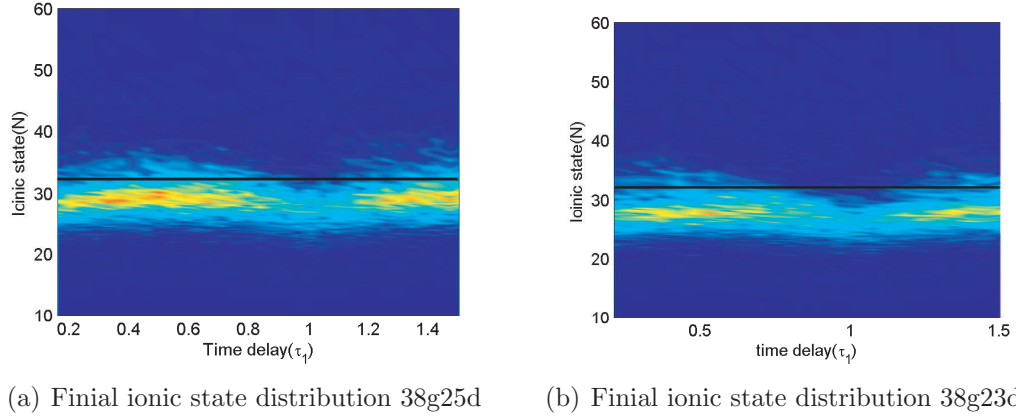 60
50
40
30
20
10
Icinic state(N)
0.2 0.4 0.6 0.8 1 1.2 1.4
Time delay(τ1)
60
50
40
30
20
10
Ioinic state(N)
0.5 1 1.5
time delay(τ1)
(a) Finial ionic state distribution 38g25d
(b) Finial ionic state distribution 38g23d